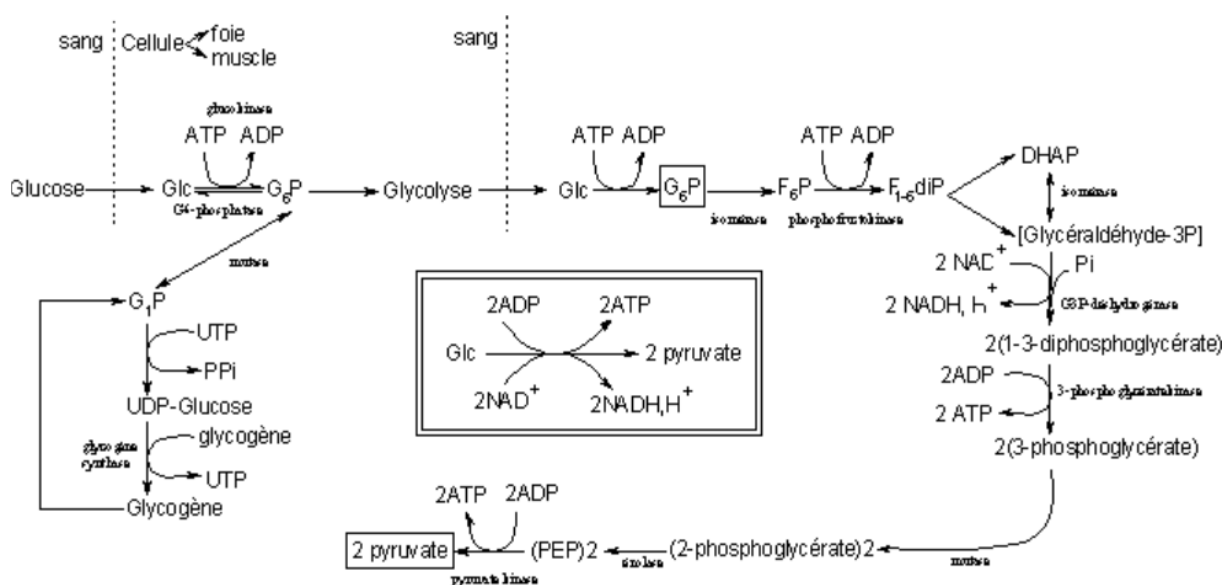 sang
Cellule
foie
muscle
sang
glucokinase
ATP ADP
Glucose
Glc
G6P
G6-phosphatase
Glycolyse
ATP ADP
Glc
G6P
isomérase
F6P
ATP ADP
phosphofrutokinase
F1-6diP
DHAP
isomérase
[Glycéraldéhyde-3P]
2 NAD+
Pi
2 NADH, H+
G3P-deshydrogénase
2(1-3-diphosphoglycérate)
2ADP
3-phosphoglycératekinase
2 ATP
2(3-phosphoglycérate)
mutase
G1P
UTP
PPi
UDP-Glucose
glycogène
glycogène
synthase
UTP
Glycogène
2ADP
2ATP
Glc
2 pyruvate
2NAD+
2NADH,H+
2ATP
2ADP
2 pyruvate
pyruvate kinase
(PEP)2
énolase
(2-phosphoglycérate)2
mutase